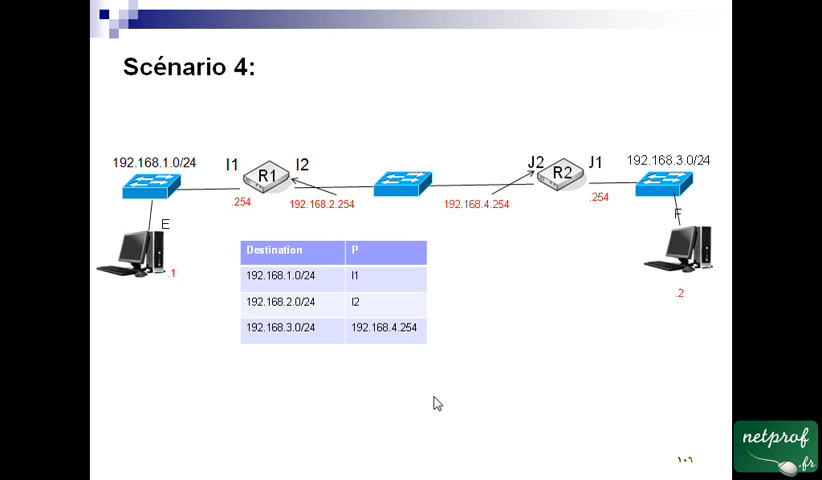 Scénario 4:
192.168.1.0/24
I1
R1
I2
J2
R2
J1
192.168.3.0/24
.254
192.168.2.254
192.168.4.254
.254
E
F
.1
.2
Destination P
192.168.1.0/24 I1
192.168.2.0/24 I2
192.168.3.0/24 192.168.4.254
١٠٦
netprof
.fr